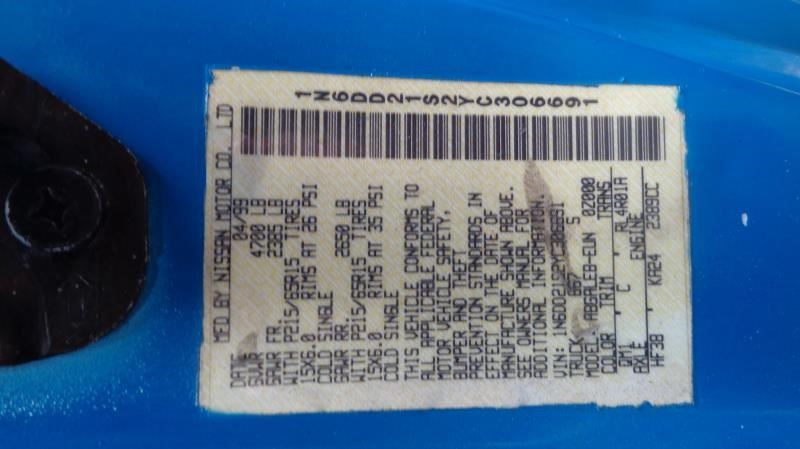 1N6DD21S2YC306691
MFD BY NISSAN MOTOR CO., LTD
DATE 04/99
GVWR 4700 LB
GAWR FR. 2385 LB
WITH P215/65R15 TIRES
15X6.0 RIMS AT 26 PSI
COLD SINGLE
GAWR RR. 2650 LB
WITH P215/65R15 TIRES
15X6.0 RIMS AT 35 PSI
COLD SINGLE
THIS VEHICLE CONFORMS TO
ALL APPLICABLE FEDERAL
MOTOR VEHICLE SAFETY,
BUMPER AND THEFT
PREVENTION STANDARDS IN
EFFECT ON THE DATE OF
MANUFACTURE SHOWN ABOVE.
SEE OWNERS MANUAL FOR
ADDITIONAL INFORMATION.
VIN: 1N6DD21S2YC306691
TRUCK S
MODEL 02000
COLOR TRIM TRANS
C RL4R01A
AXLE ENGINE
HF38 KA24 2389CC